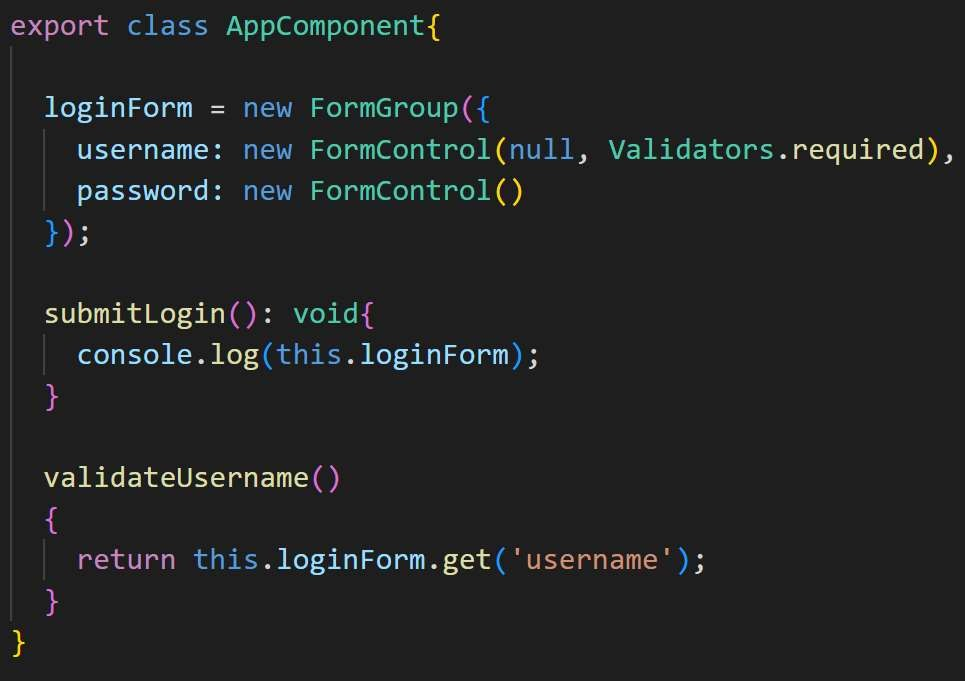 export class AppComponent{
loginForm = new FormGroup({
username: new FormControl(null, Validators.required),
password: new FormControl()
});
submitLogin(): void{
console.log(this.loginForm);
}
validateUsername()
{
return this.loginForm.get('username');
}
}